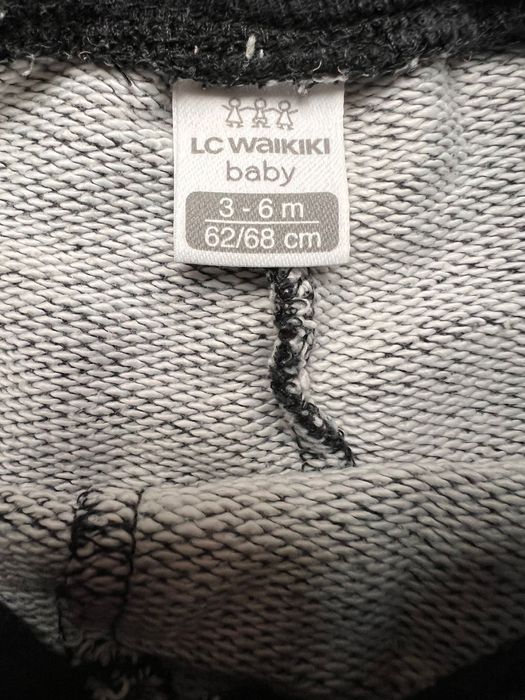 LC WAIKIKI
baby
3 - 6 m
62/68 cm